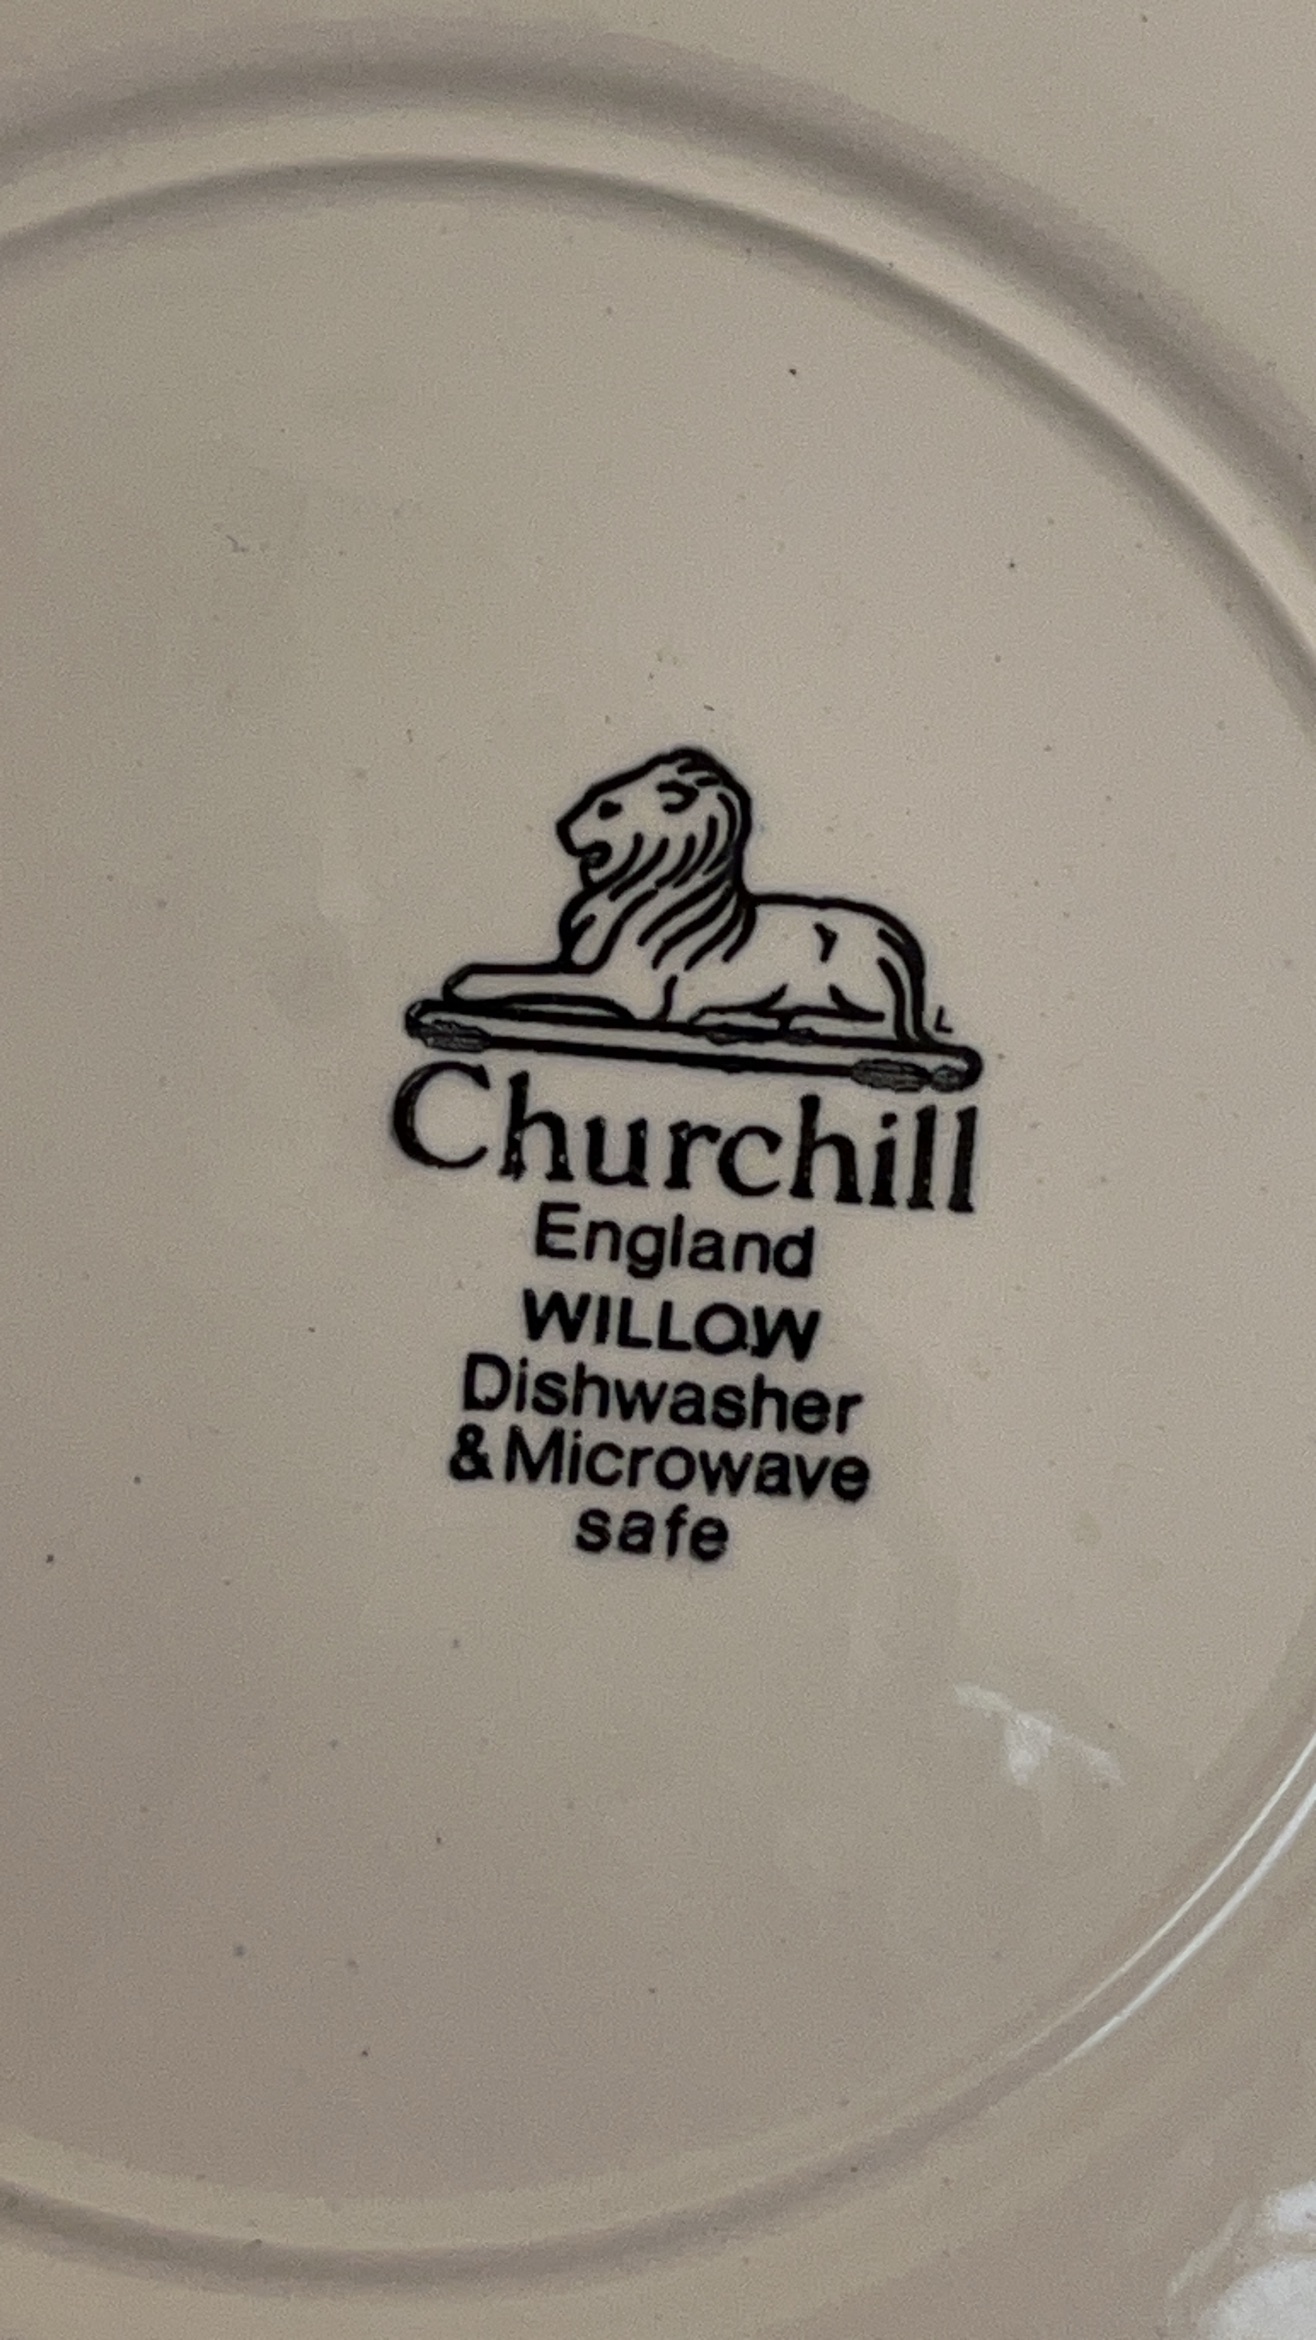 L
Churchill
England
WILLOW
Dishwasher
& Microwave
safe